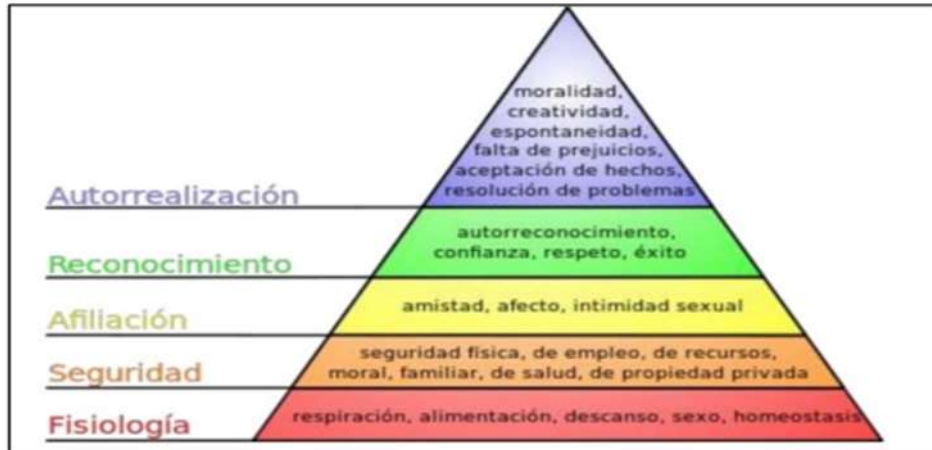 moralidad,
creatividad,
espontaneidad,
falta de prejuicios,
aceptación de hechos,
resolución de problemas
Autorrealización
autorreconocimiento,
confianza, respeto, éxito
Reconocimiento
amistad, afecto, intimidad sexual
Afiliación
seguridad física, de empleo, de recursos,
moral, familiar, de salud, de propiedad privada
Seguridad
respiración, alimentación, descanso, sexo, homeostasis
Fisiología